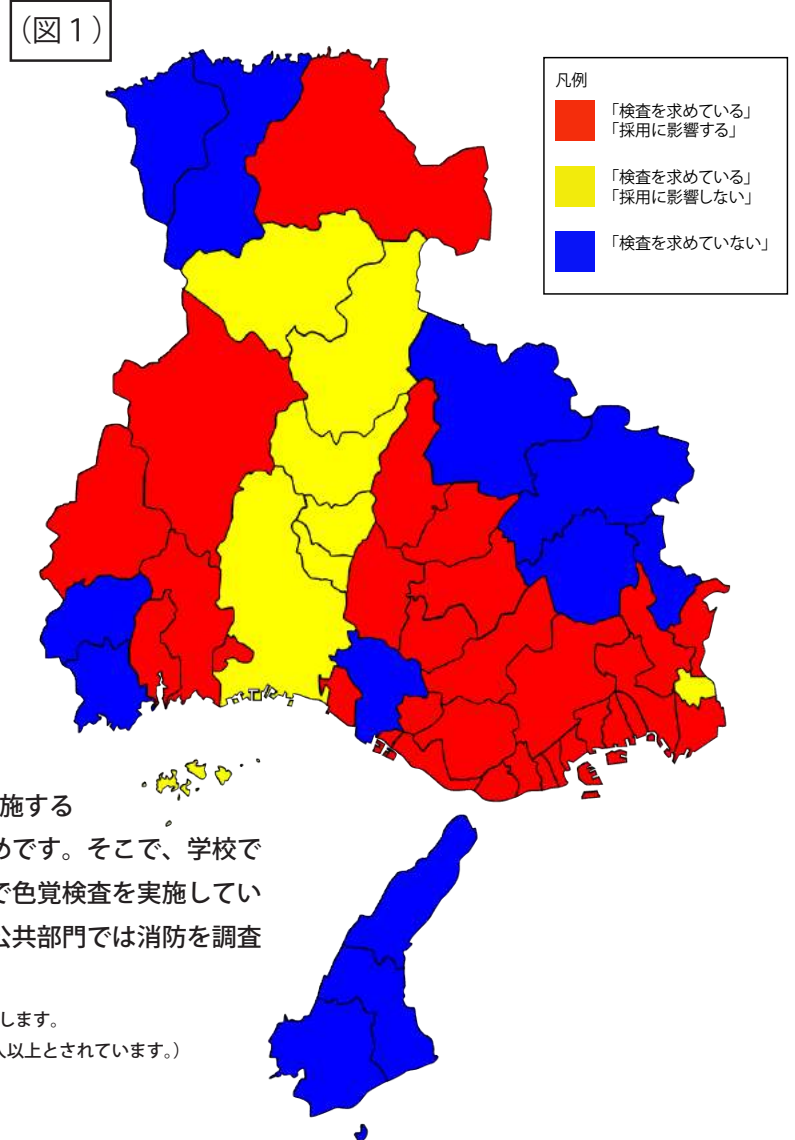 (図1)
凡例
「検査を求めている」
「採用に影響する」
「検査を求めている」
「採用に影響しない」
「検査を求めていない」
施する
めです。そこで、学校で
で色覚検査を実施してい
公共部門では消防を調査
します。
人以上とされています。)